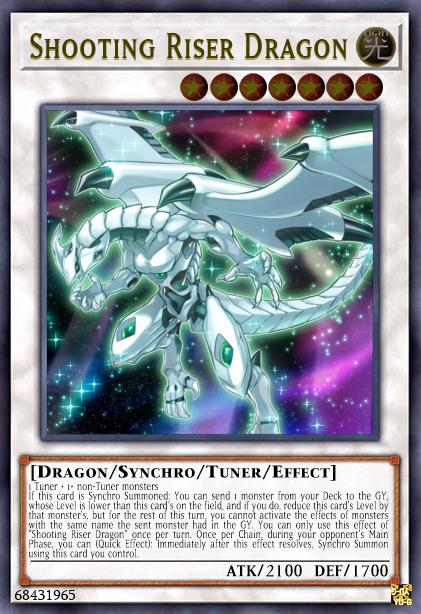 SHOOTING RISER DRAGON
LIGHT
光
[DRAGON/SYNCHRO/TUNER/EFFECT]
1 Tuner + 1+ non-Tuner monsters
If this card is Synchro Summoned: You can send 1 monster from your Deck to the GY,
whose Level is lower than this card's on the field, and if you do, reduce this card's Level by
that monster's, but for the rest of this turn, you cannot activate the effects of monsters
with the same name the sent monster had in the GY. You can only use this effect of
"Shooting Riser Dragon" once per turn. Once per Chain, during your opponent's Main
Phase, you can (Quick Effect): Immediately after this effect resolves, Synchro Summon
using this card you control.
ATK/2100 DEF/1700
68431965